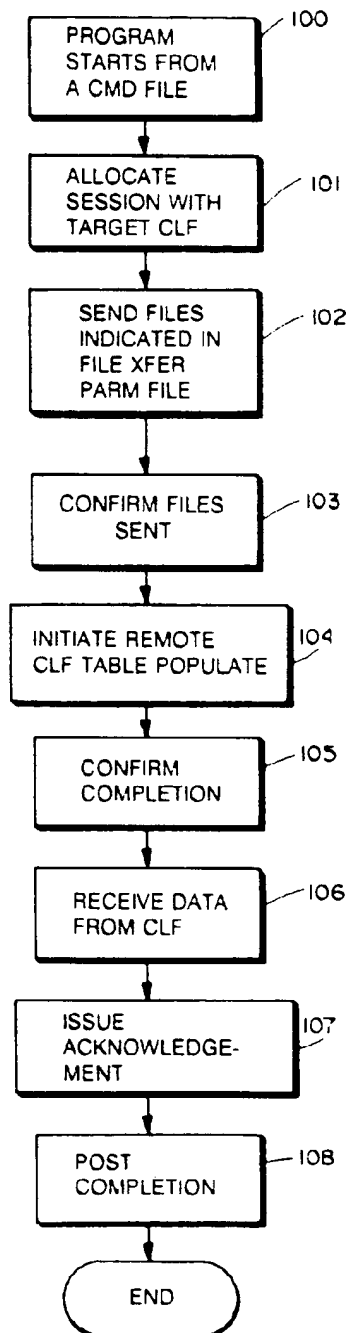 100
PROGRAM
STARTS FROM
A CMD FILE
101
ALLOCATE
SESSION WITH
TARGET CLF
102
SEND FILES
INDICATED IN
FILE XFER
PARM FILE
103
CONFIRM FILES
SENT
104
INITIATE REMOTE
CLF TABLE POPULATE
105
CONFIRM
COMPLETION
106
RECEIVE DATA
FROM CLF
107
ISSUE
ACKNOWLEDGE-
MENT
108
POST
COMPLETION
END